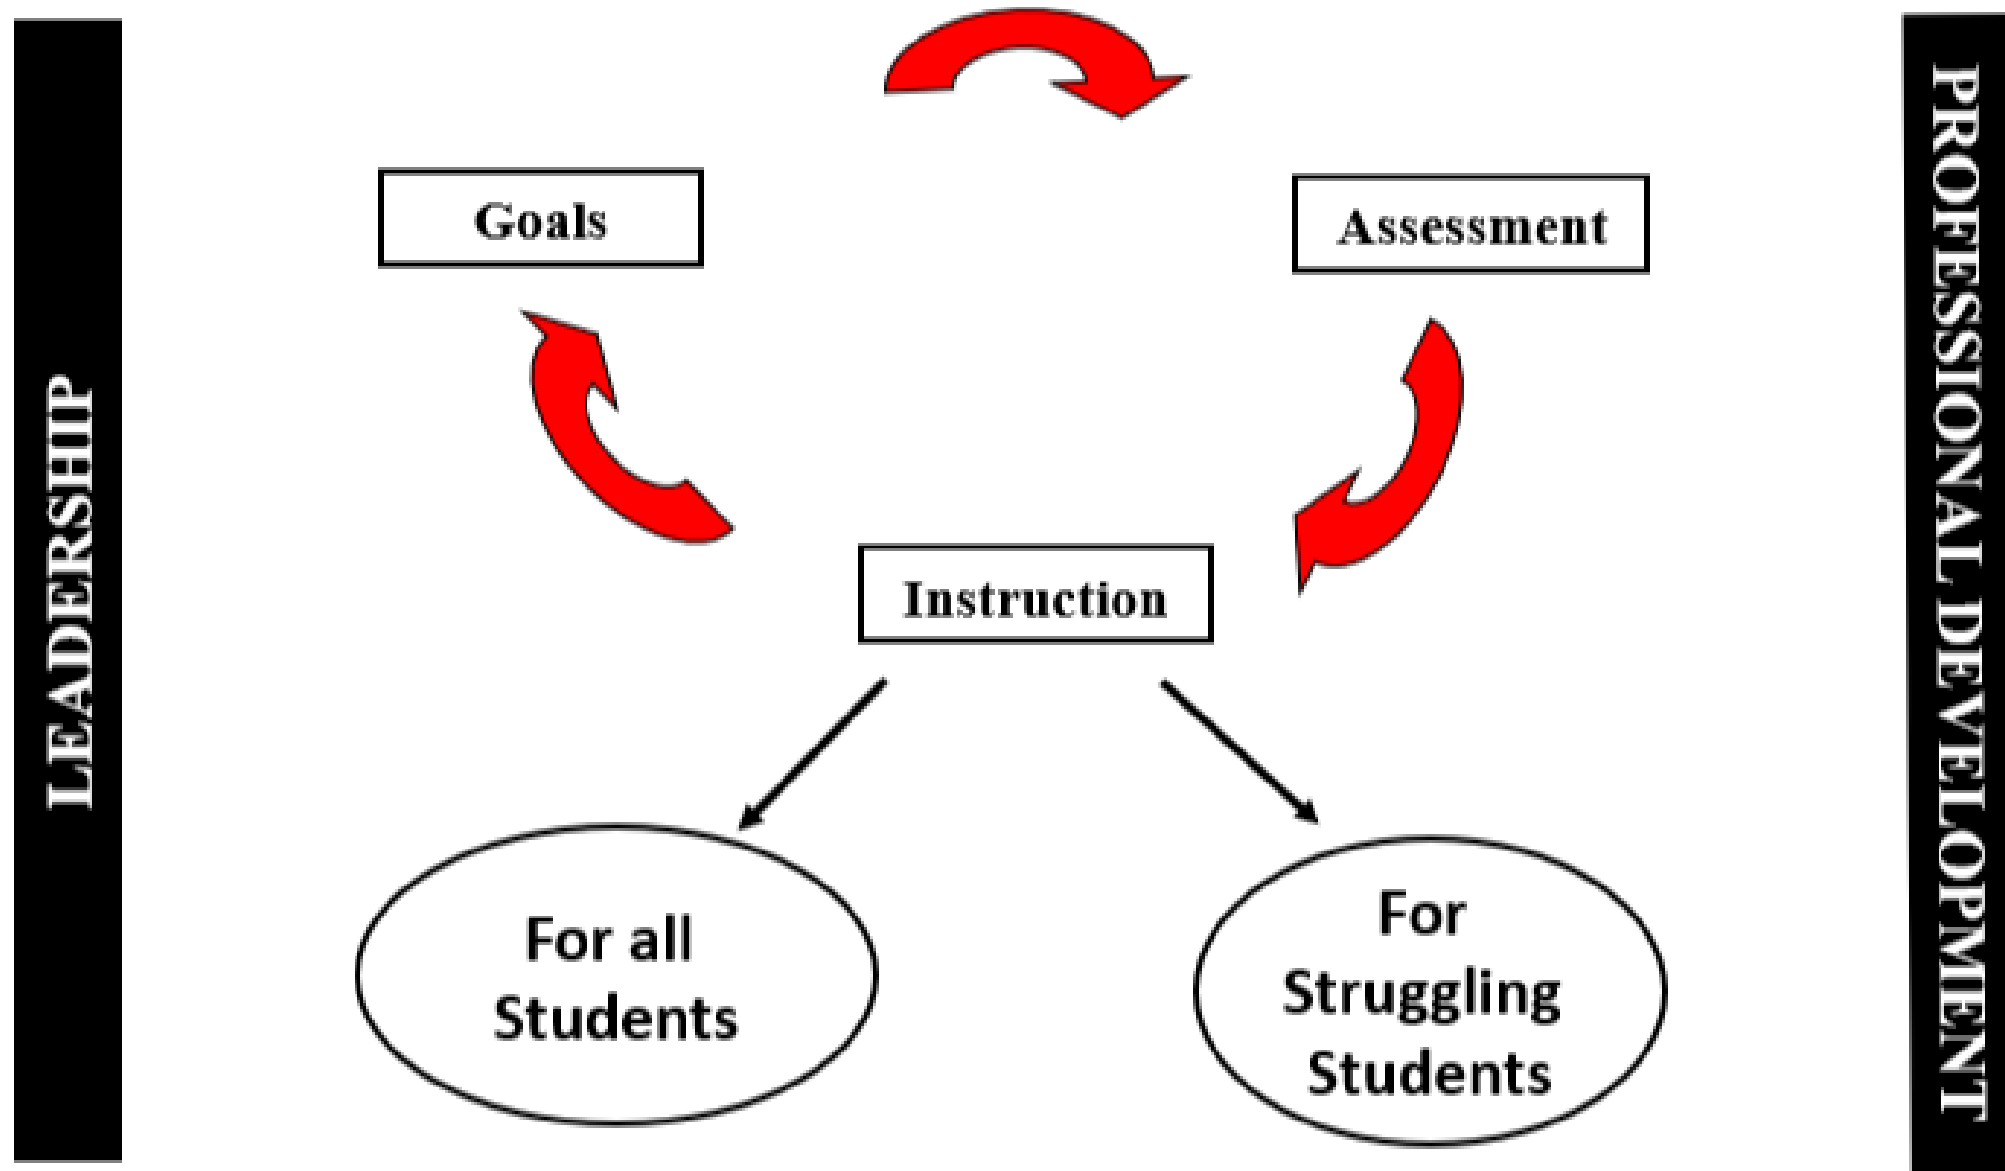 LEADERSHIP
Goals
Assessment
Instruction
For all
Students
For
Struggling
Students
PROFESSIONAL DEVELOPMENT